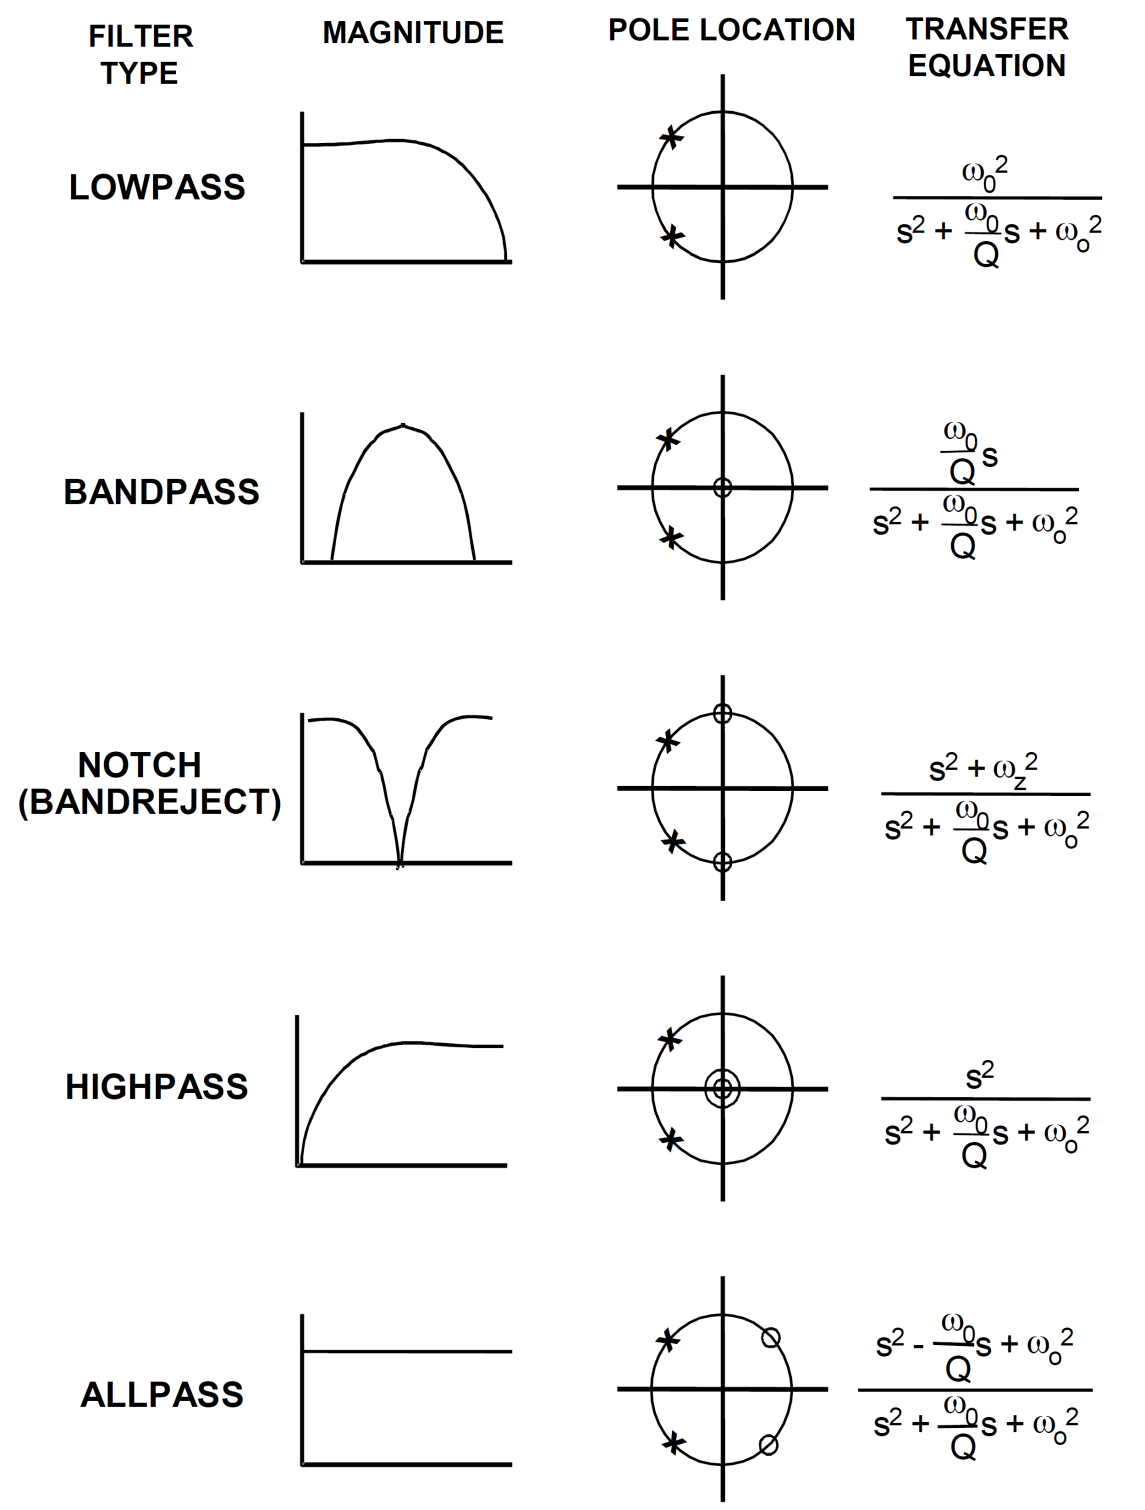 FILTER
TYPE
MAGNITUDE
POLE LOCATION
TRANSFER
EQUATION
LOWPASS
ω₀²
s² + ω₀/Q s + ωₒ²
BANDPASS
ω₀/Q s
s² + ω₀/Q s + ωₒ²
NOTCH
(BANDREJECT)
s² + ω_z²
s² + ω₀/Q s + ωₒ²
HIGHPASS
s²
s² + ω₀/Q s + ωₒ²
ALLPASS
s² - ω₀/Q s + ωₒ²
s² + ω₀/Q s + ωₒ²